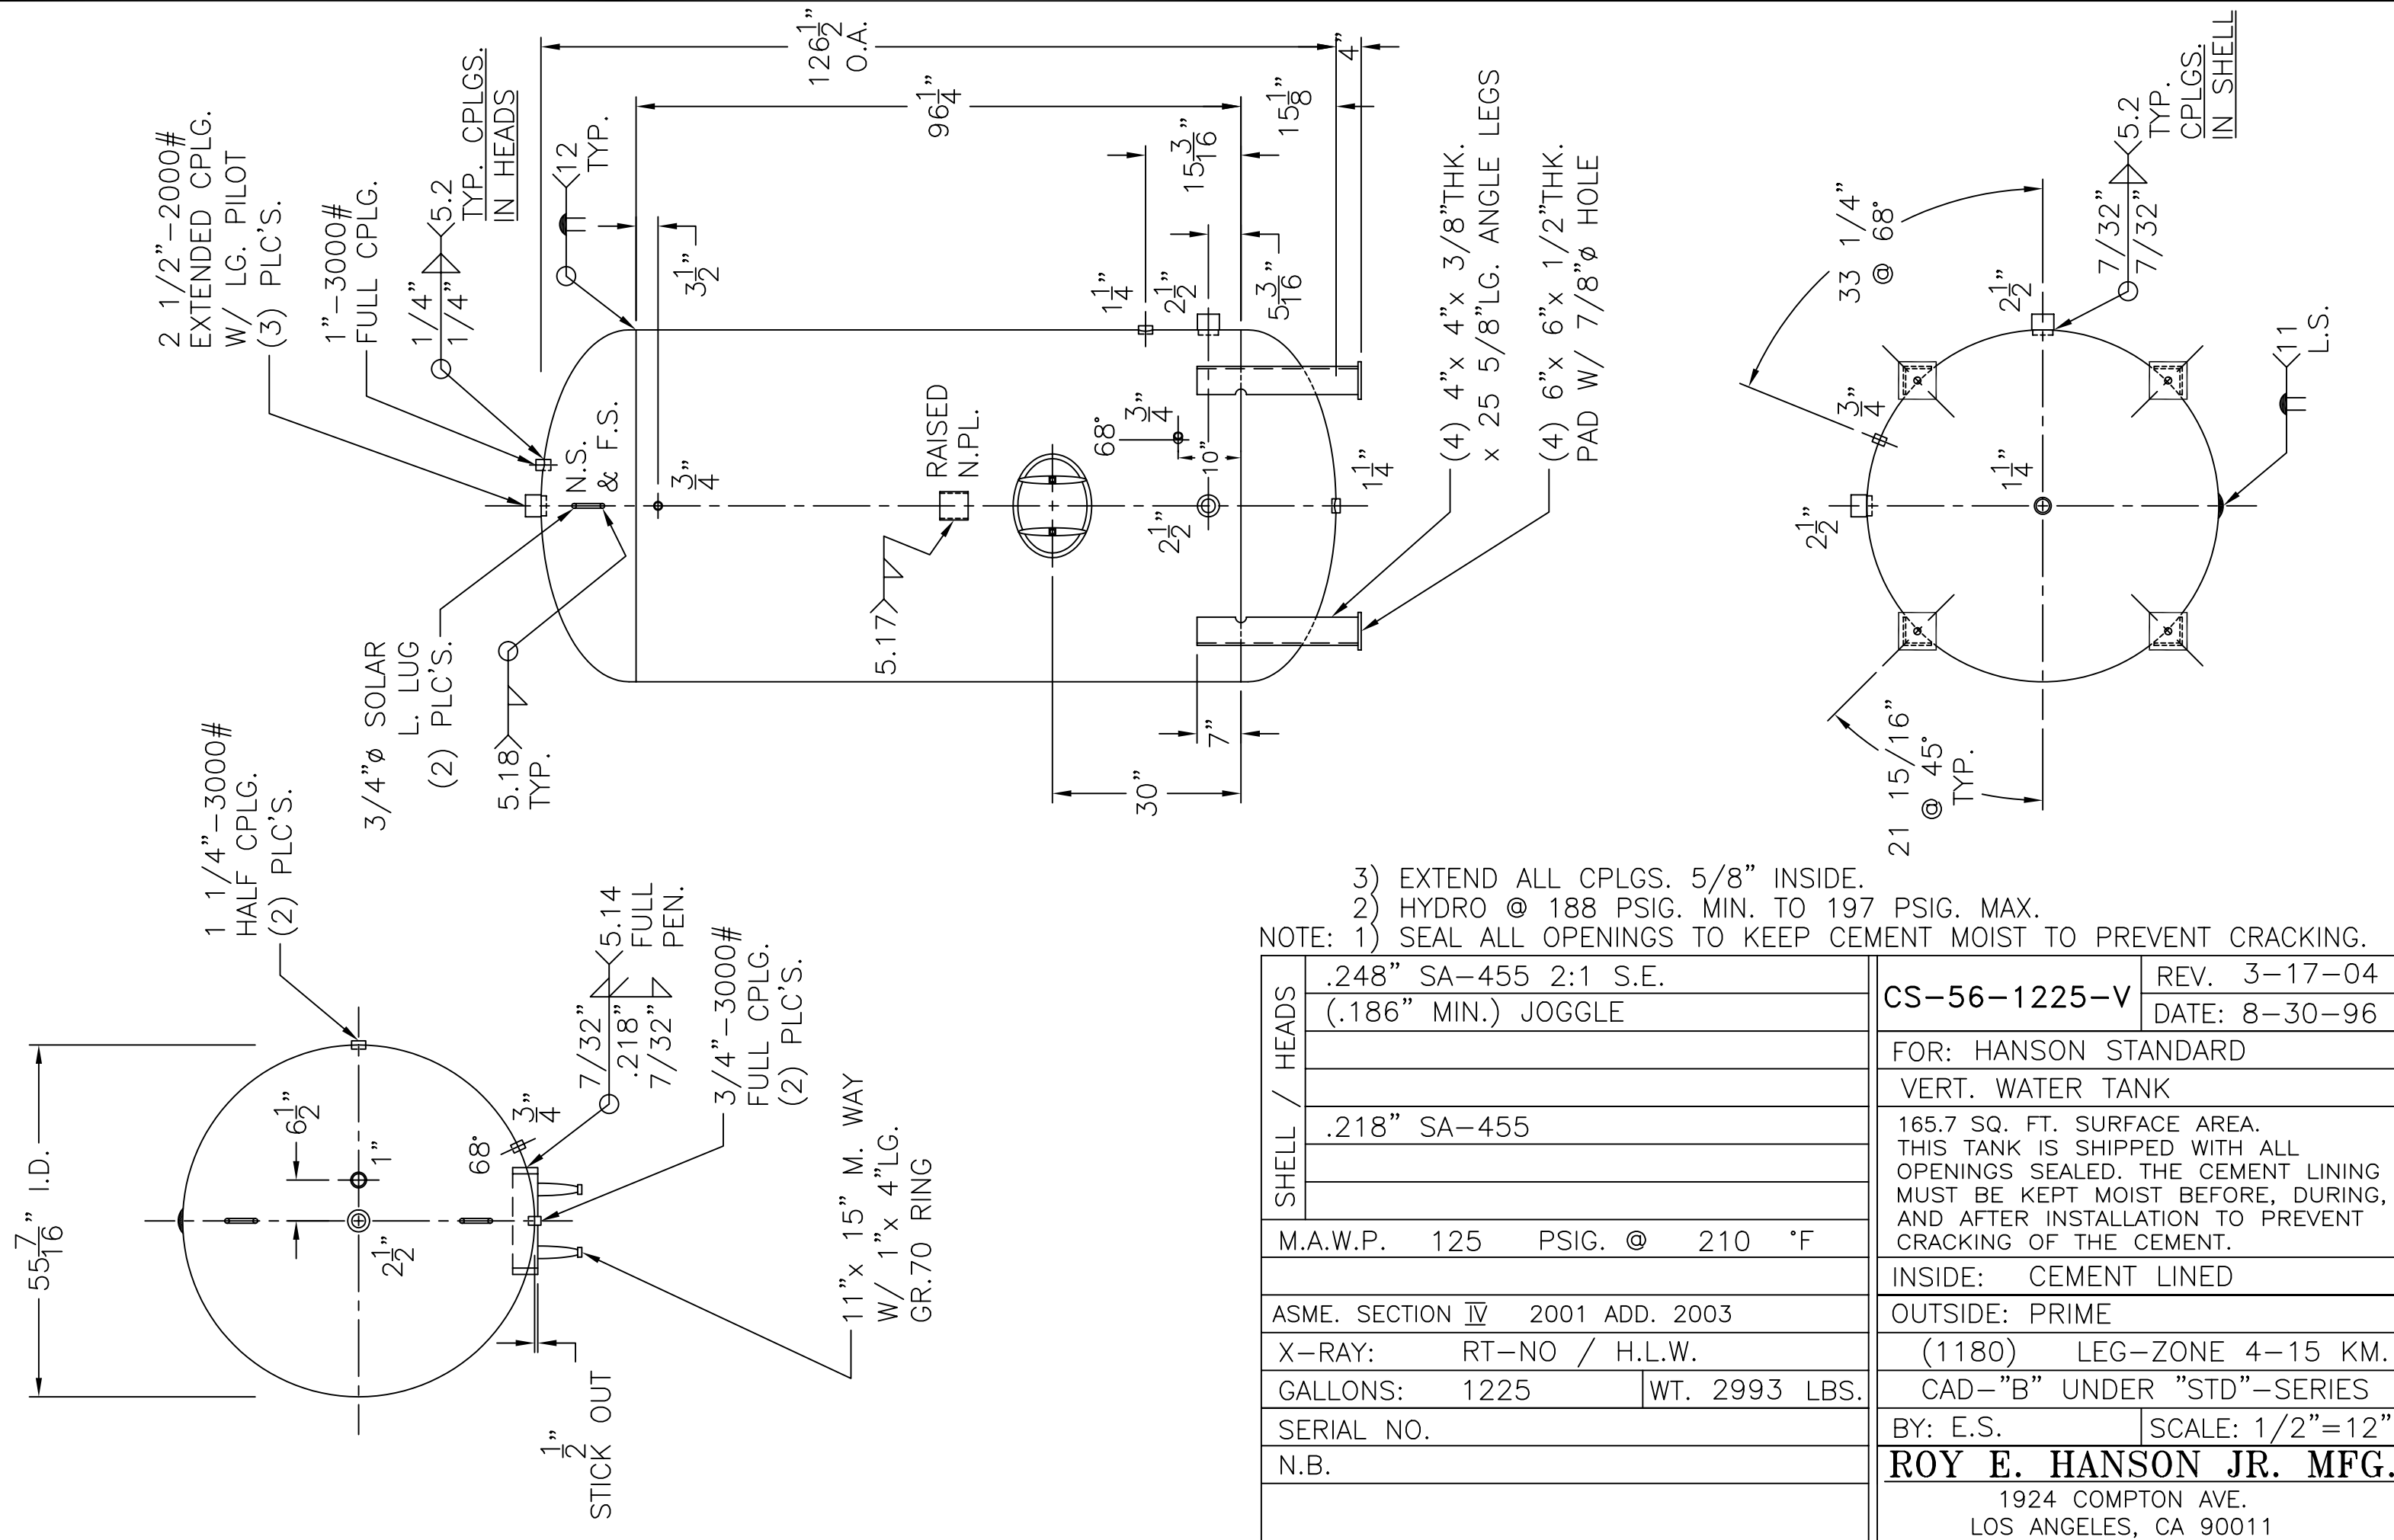 2 1/2"-2000#
EXTENDED CPLG.
W/ LG. PILOT
(3) PLC'S.
1"-3000#
FULL CPLG.
1/4"
1/4"
5.2
TYP. CPLGS.
IN HEADS
12
TYP.
126 1/2"
O.A.
96 1/4"
4"
15 1/8"
15 3/16"
5 3/16"
3 1/2"
1 1/4"
2 1/2"
N.S.
& F.S.
3/4"
RAISED
N.PL.
68°
3/4"
10"
2 1/2"
1 1/4"
5.17
3/4"ø SOLAR
L. LUG
(2) PLC'S.
5.18
TYP.
7"
30"
(4) 4"x 4"x 3/8"THK.
x 25 5/8"LG. ANGLE LEGS
(4) 6"x 6"x 1/2"THK.
PAD W/ 7/8"ø HOLE
33 1/4"
@ 68°
2 1/2"
7/32"
7/32"
5.2
TYP.
CPLGS.
IN SHELL
3/4"
1 1/4"
2 1/2"
11
L.S.
21 15/16"
@ 45°
TYP.
1 1/4"-3000#
HALF CPLG.
(2) PLC'S.
55 7/16" I.D.
6 1/2"
1"
2 1/2"
68°
3/4"
7/32"
.218"
7/32"
5.14
FULL
PEN.
3/4"-3000#
FULL CPLG.
(2) PLC'S.
11"x 15" M. WAY
W/ 1"x 4"LG.
GR.70 RING
1/2"
STICK OUT
3) EXTEND ALL CPLGS. 5/8" INSIDE.
2) HYDRO @ 188 PSIG. MIN. TO 197 PSIG. MAX.
NOTE: 1) SEAL ALL OPENINGS TO KEEP CEMENT MOIST TO PREVENT CRACKING.
SHELL / HEADS
.248" SA-455 2:1 S.E.
(.186" MIN.) JOGGLE
.218" SA-455
M.A.W.P. 125 PSIG. @ 210 °F
ASME. SECTION IV 2001 ADD. 2003
X-RAY: RT-NO / H.L.W.
GALLONS: 1225 WT. 2993 LBS.
SERIAL NO.
N.B.
CS-56-1225-V
REV. 3-17-04
DATE: 8-30-96
FOR: HANSON STANDARD
VERT. WATER TANK
165.7 SQ. FT. SURFACE AREA.
THIS TANK IS SHIPPED WITH ALL
OPENINGS SEALED. THE CEMENT LINING
MUST BE KEPT MOIST BEFORE, DURING,
AND AFTER INSTALLATION TO PREVENT
CRACKING OF THE CEMENT.
INSIDE: CEMENT LINED
OUTSIDE: PRIME
(1180) LEG-ZONE 4-15 KM.
CAD-"B" UNDER "STD"-SERIES
BY: E.S. SCALE: 1/2"=12"
ROY E. HANSON JR. MFG.
1924 COMPTON AVE.
LOS ANGELES, CA 90011